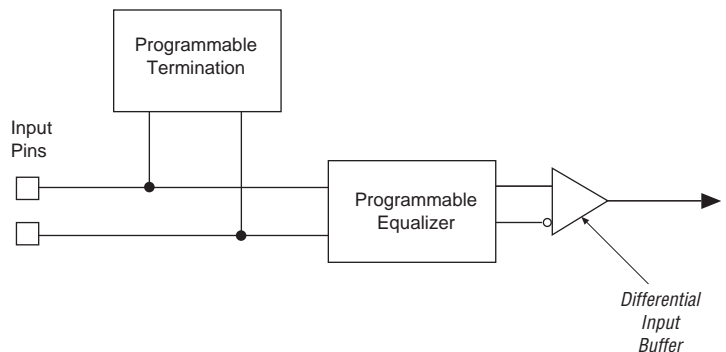 Programmable
Termination
Input
Pins
Programmable
Equalizer
Differential
Input
Buffer